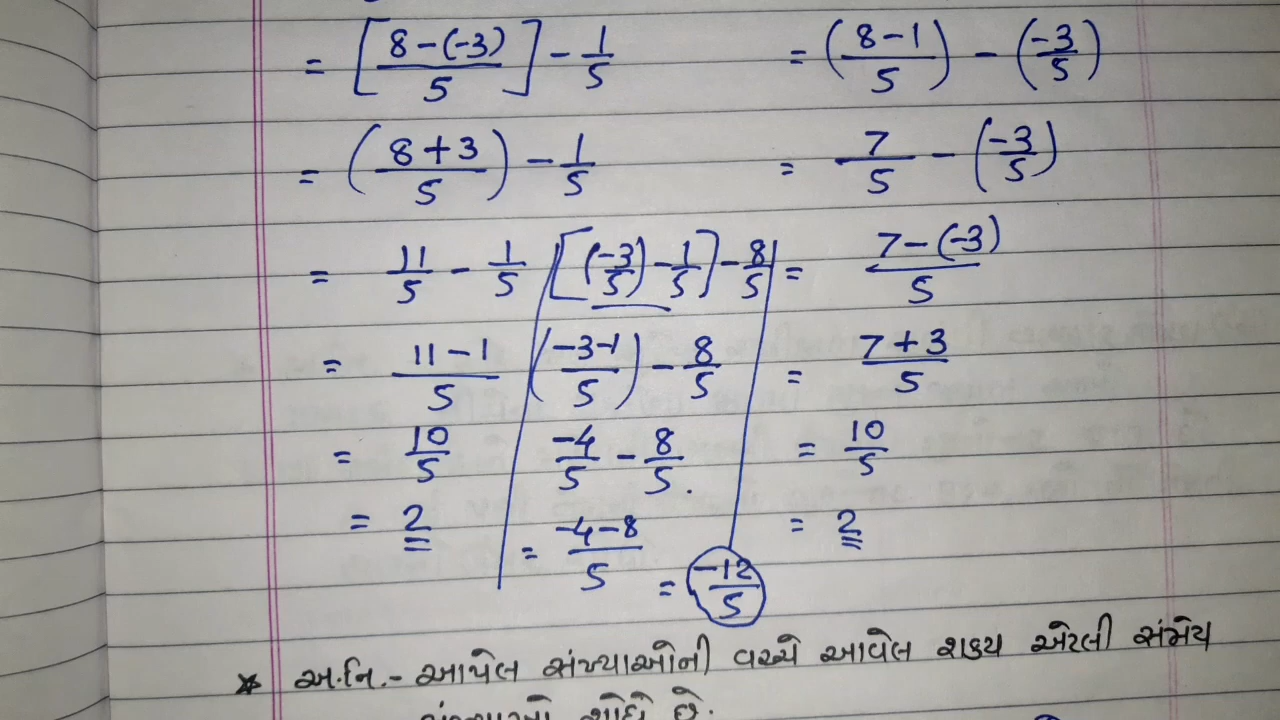 = [8-(-3)/5] - 1/5   = (8-1/5) - (-3/5)
= (8+3/5) - 1/5   = 7/5 - (-3/5)
= 11/5 - 1/5   [(-3/5) - 1/5] - 8/5   = 7-(-3)/5
= 11-1/5   (-3-1/5) - 8/5   = 7+3/5
= 10/5   -4/5 - 8/5.   = 10/5
= 2   = -4-8/5   = 2
= -12/5
* અ.નિ.- આપેલ સંખ્યાઓની વચ્ચે આવેલ શક્ય એટલી સંમેય
શોધે છે.